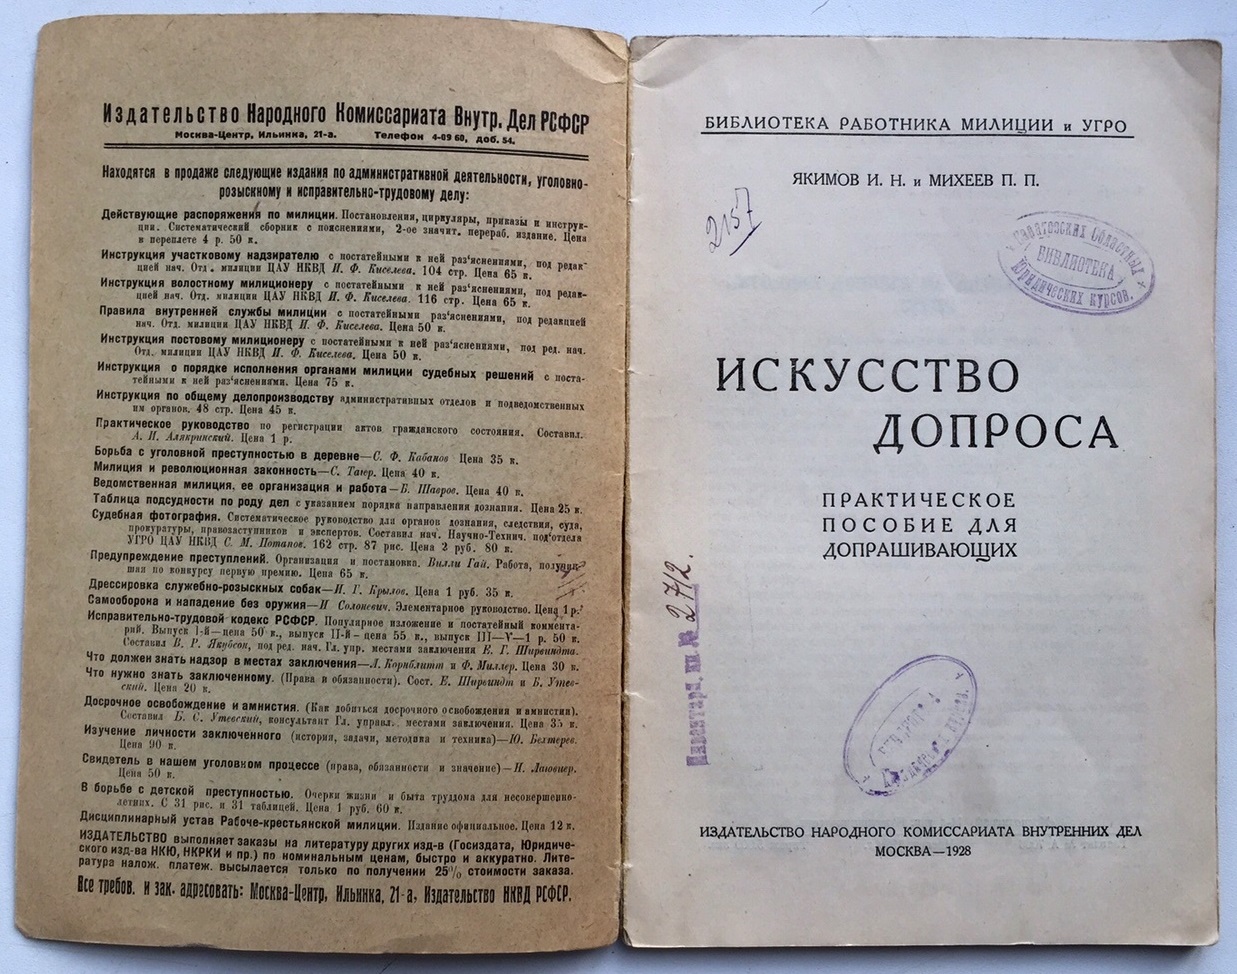 Издательство Народного Комиссариата Внутр. Дел РСФСР
Москва-Центр, Ильинка, 21-а. Телефон 4-09 60, доб. 54.
Находятся в продаже следующие издания по административной деятельности, уголовно-
розыскному и исправительно-трудовому делу:
Действующие распоряжения по милиции. Постановления, циркуляры, приказы и инструк-
ции. Систематический сборник с пояснениями, 2-ое значит. перераб. издание. Цена
в переплете 4 р. 50 к.
Инструкция участковому надзирателю с постатейными к ней раз'яснениями, под редак-
цией нач. Отд. милиции ЦАУ НКВД И. Ф. Киселева. 104 стр. Цена 65 к.
Инструкция волостному милиционеру с постатейными к ней раз'яснениями, под редак-
цией нач. Отд. милиции ЦАУ НКВД И. Ф. Киселева. 116 стр. Цена 65 к.
Правила внутренней службы милиции с постатейными раз'яснениями, под редакцией
нач. Отд. милиции ЦАУ НКВД И. Ф. Киселева. Цена 50 к.
Инструкция постовому милиционеру с постатейными к ней раз'яснениями, под ред. нач.
Отд. милиции ЦАУ НКВД И. Ф. Киселева. Цена 50 к.
Инструкция о порядке исполнения органами милиции судебных решений с поста-
тейными к ней раз'яснениями. Цена 75 к.
Инструкция по общему делопроизводству административных отделов и подведомственных
им органов. 48 стр. Цена 45 к.
Практическое руководство по регистрации актов гражданского состояния. Составил.
А. П. Алякринский. Цена 1 р.
Борьба с уголовной преступностью в деревне—С. Ф. Кабанов Цена 35 к.
Милиция и революционная законность—С. Тагер. Цена 40 к.
Ведомственная милиция, ее организация и работа—Б. Шавров. Цена 40 к.
Таблица подсудности по роду дел с указанием порядка направления дознания. Цена 25 к.
Судебная фотография. Систематическое руководство для органов дознания, следствия, суда,
прокуратуры, правозаступников и экспертов. Составил нач. Научно-Технич. под'отдела
УГРО ЦАУ НКВД С. М. Потапов. 162 стр. 87 рис. Цена 2 руб. 80 к.
Предупреждение преступлений. Организация и постановка. Вилли Гай. Работа, получив-
шая по конкурсу первую премию. Цена 65 к.
Дрессировка служебно-розыскных собак—И. Г. Крылов. Цена 1 руб. 35 к.
Самооборона и нападение без оружия—И Солоневич. Элементарное руководство. Цена 1 р.
Исправительно-трудовой кодекс РСФСР. Популярное изложение и постатейный коммента-
рий. Выпуск I-й—цена 50 к., выпуск II-й—цена 55 к., выпуск III—V—1 р. 50 к.
Составил В. Р. Якубсон, под ред. нач. Гл. упр. местами заключения Е. Г. Ширвиндта.
Что должен знать надзор в местах заключения—Л. Корнблитт и Ф. Миллер. Цена 30 к.
Что нужно знать заключенному. (Права и обязанности). Сост. Е. Ширвиндт и Б. Утев-
ский. Цена 20 к.
Досрочное освобождение и амнистия. (Как добиться досрочного освобождения и амнистии).
Составил Б. С. Утевский, консультант Гл. управл. местами заключения. Цена 35 к.
Изучение личности заключенного (история, задачи, методика и техника)—Ю. Бехтерев.
Цена 90 к.
Свидетель в нашем уголовном процессе (права, обязанности и значение)—И.
Цена 50 к.
В борьбе с детской преступностью. Очерки жизни и быта труддома для несовершенно-
летних. С 31 рис. и 31 таблицей. Цена 1 руб. 60 к.
Дисциплинарный устав Рабоче-крестьянской милиции. Издание официальное. Цена 12 к.
ИЗДАТЕЛЬСТВО выполняет заказы на литературу других изд-в (Госиздата, Юридиче-
ского изд-ва НКЮ, НКРКИ и пр.) по номинальным ценам, быстро и аккуратно. Лите-
ратура налож. платеж. высылается только по получении 25% стоимости заказа.
Все требов. и зак. адресовать: Москва-Центр, Ильинка, 21-а, Издательство НКВД РСФСР.
БИБЛИОТЕКА РАБОТНИКА МИЛИЦИИ и УГРО
ЯКИМОВ И. Н. и МИХЕЕВ П. П.
2157
Саратовских Областных
БИБЛИОТЕКА
Юридических курсов.
ИСКУССТВО
ДОПРОСА
ПРАКТИЧЕСКОЕ
ПОСОБИЕ ДЛЯ
ДОПРАШИВАЮЩИХ
Инвентарн. кн. № 27/2.
ИЗДАТЕЛЬСТВО НАРОДНОГО КОМИССАРИАТА ВНУТРЕННИХ ДЕЛ
МОСКВА—1928